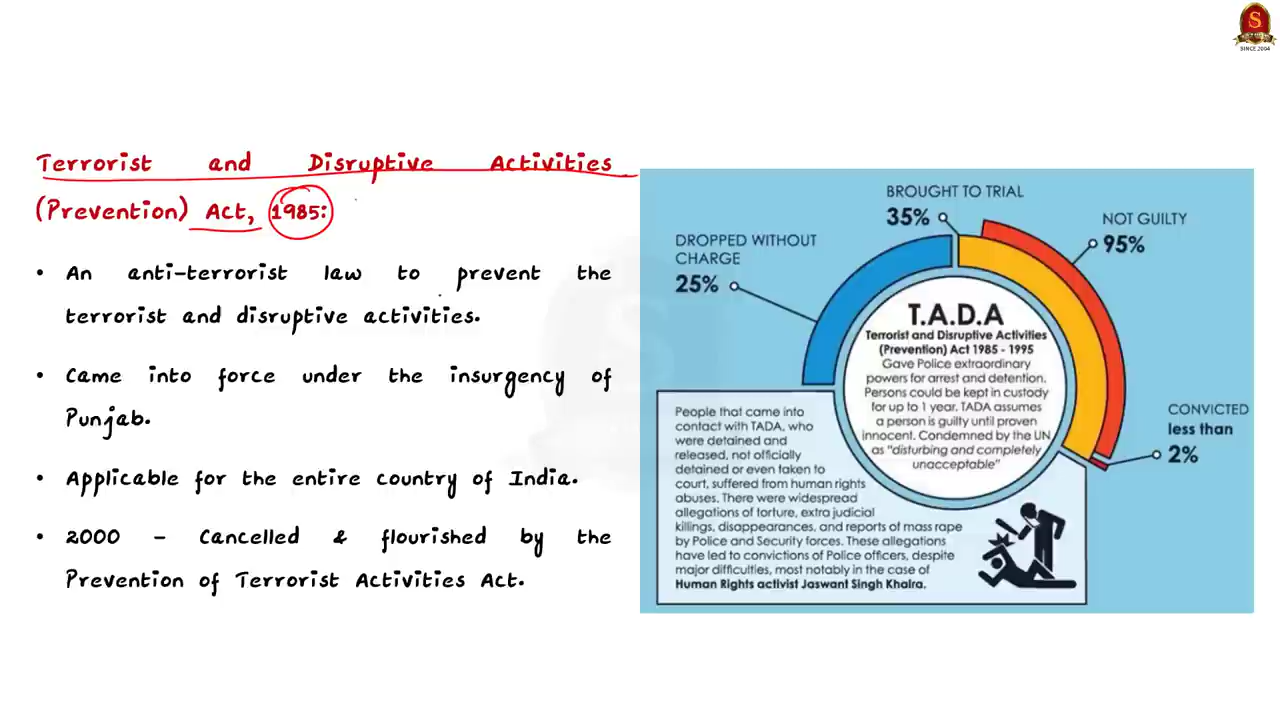 S
SINCE 2004
Terrorist and Disruptive Activities
(Prevention) Act, 1985:
• An anti-terrorist law to prevent the
terrorist and disruptive activities.
• Came into force under the insurgency of
Punjab.
• Applicable for the entire country of India.
• 2000 - Cancelled & flourished by the
Prevention of Terrorist Activities Act.
BROUGHT TO TRIAL
35%
NOT GUILTY
95%
DROPPED WITHOUT
CHARGE
25%
T.A.D.A
Terrorist and Disruptive Activities
(Prevention) Act 1985 - 1995
Gave Police extraordinary
powers for arrest and detention.
Persons could be kept in custody
for up to 1 year. TADA assumes
a person is guilty until proven
innocent. Condemned by the UN
as "disturbing and completely
unacceptable"
CONVICTED
less than
2%
People that came into
contact with TADA, who
were detained and
released, not officially
detained or even taken to
court, suffered from human rights
abuses. There were widespread
allegations of torture, extra judicial
killings, disappearances, and reports of mass rape
by Police and Security forces. These allegations
have led to convictions of Police officers, despite
major difficulties, most notably in the case of
Human Rights activist Jaswant Singh Khalra.